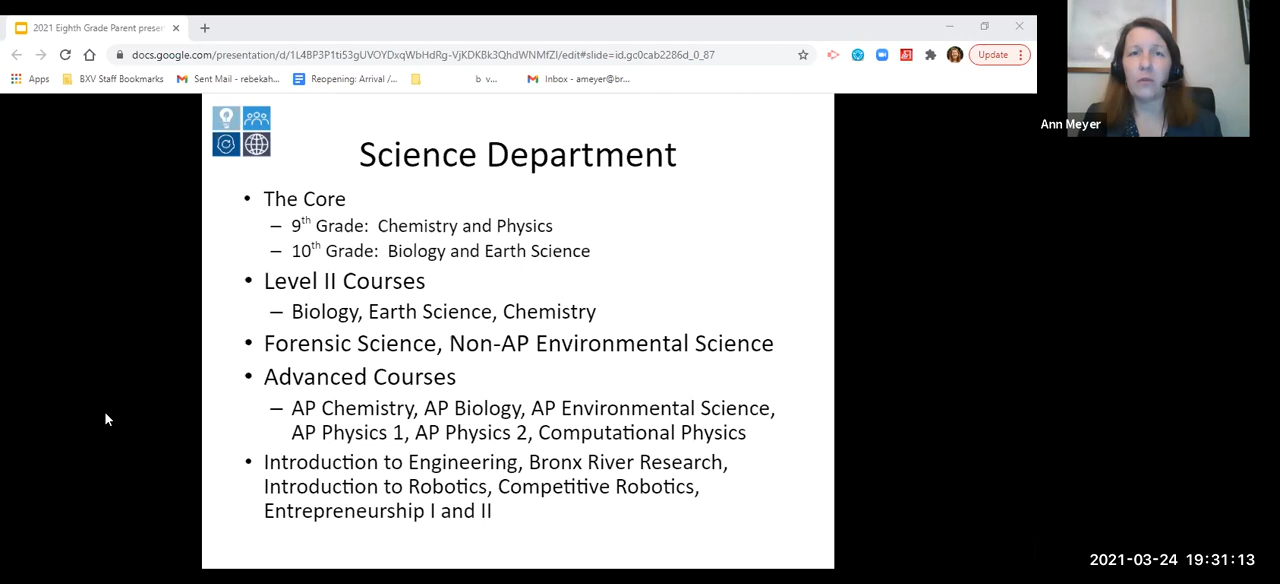 2021 Eighth Grade Parent presen
docs.google.com/presentation/d/1L4BP3P1ti53gUVOYDxqWbHdRg-VjKDKBk3QhdWNMfZI/edit#slide=id.gc0cab2286d_0_87
Update
Apps
BXV Staff Bookmarks
Sent Mail - rebekah...
Reopening: Arrival /...
b v...
Inbox - ameyer@br...
Ann Meyer
Science Department
• The Core
– 9th Grade: Chemistry and Physics
– 10th Grade: Biology and Earth Science
• Level II Courses
– Biology, Earth Science, Chemistry
• Forensic Science, Non-AP Environmental Science
• Advanced Courses
– AP Chemistry, AP Biology, AP Environmental Science,
AP Physics 1, AP Physics 2, Computational Physics
• Introduction to Engineering, Bronx River Research,
Introduction to Robotics, Competitive Robotics,
Entrepreneurship I and II
2021-03-24 19:31:13